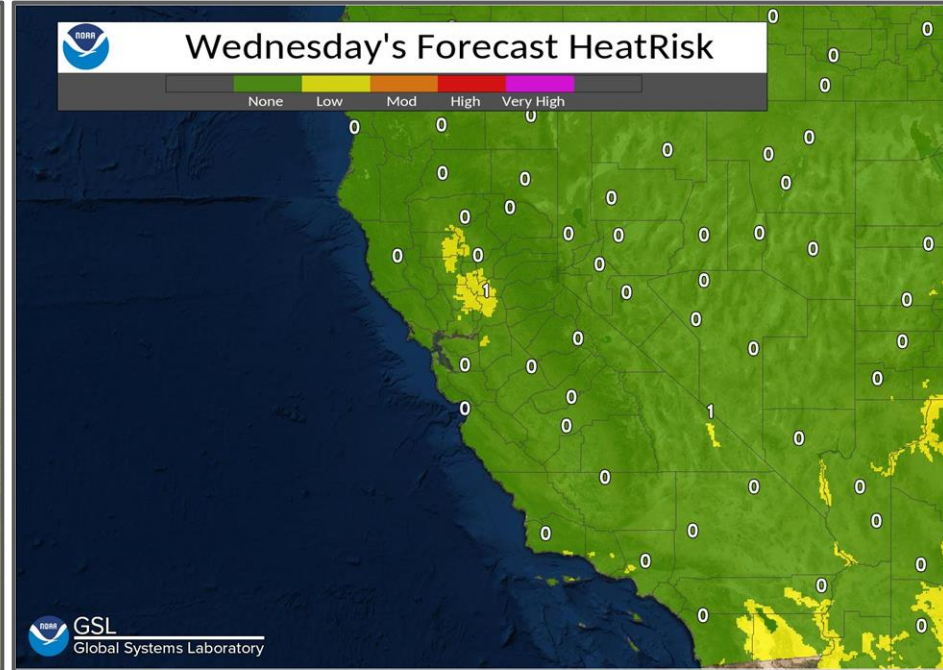 NOAA
Wednesday's Forecast HeatRisk
None Low Mod High Very High
0 0
0
0
0 0 0 0
0 0
0 0 0
0 0
0
0
0 0 0 0
0 0 0 0
0
0
1 0 0
0
0 0
0 0
0 0
0
0 1
0
0
0 0 0
0
0 0
0 0
0
0 0
NOAA GSL
Global Systems Laboratory